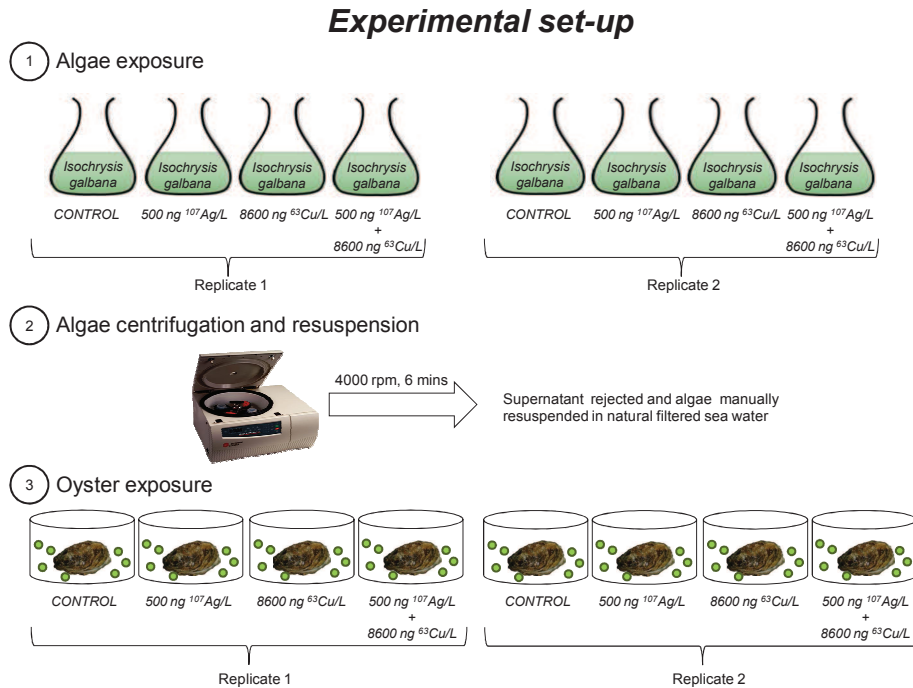 Experimental set-up
1 Algae exposure
Isochrysis galbana
Isochrysis galbana
Isochrysis galbana
Isochrysis galbana
Isochrysis galbana
Isochrysis galbana
Isochrysis galbana
Isochrysis galbana
CONTROL 500 ng ¹⁰⁷Ag/L 8600 ng ⁶³Cu/L 500 ng ¹⁰⁷Ag/L
+
8600 ng ⁶³Cu/L
CONTROL 500 ng ¹⁰⁷Ag/L 8600 ng ⁶³Cu/L 500 ng ¹⁰⁷Ag/L
+
8600 ng ⁶³Cu/L
Replicate 1
Replicate 2
2 Algae centrifugation and resuspension
4000 rpm, 6 mins
Supernatant rejected and algae manually
resuspended in natural filtered sea water
3 Oyster exposure
CONTROL 500 ng ¹⁰⁷Ag/L 8600 ng ⁶³Cu/L 500 ng ¹⁰⁷Ag/L
+
8600 ng ⁶³Cu/L
CONTROL 500 ng ¹⁰⁷Ag/L 8600 ng ⁶³Cu/L 500 ng ¹⁰⁷Ag/L
+
8600 ng ⁶³Cu/L
Replicate 1
Replicate 2